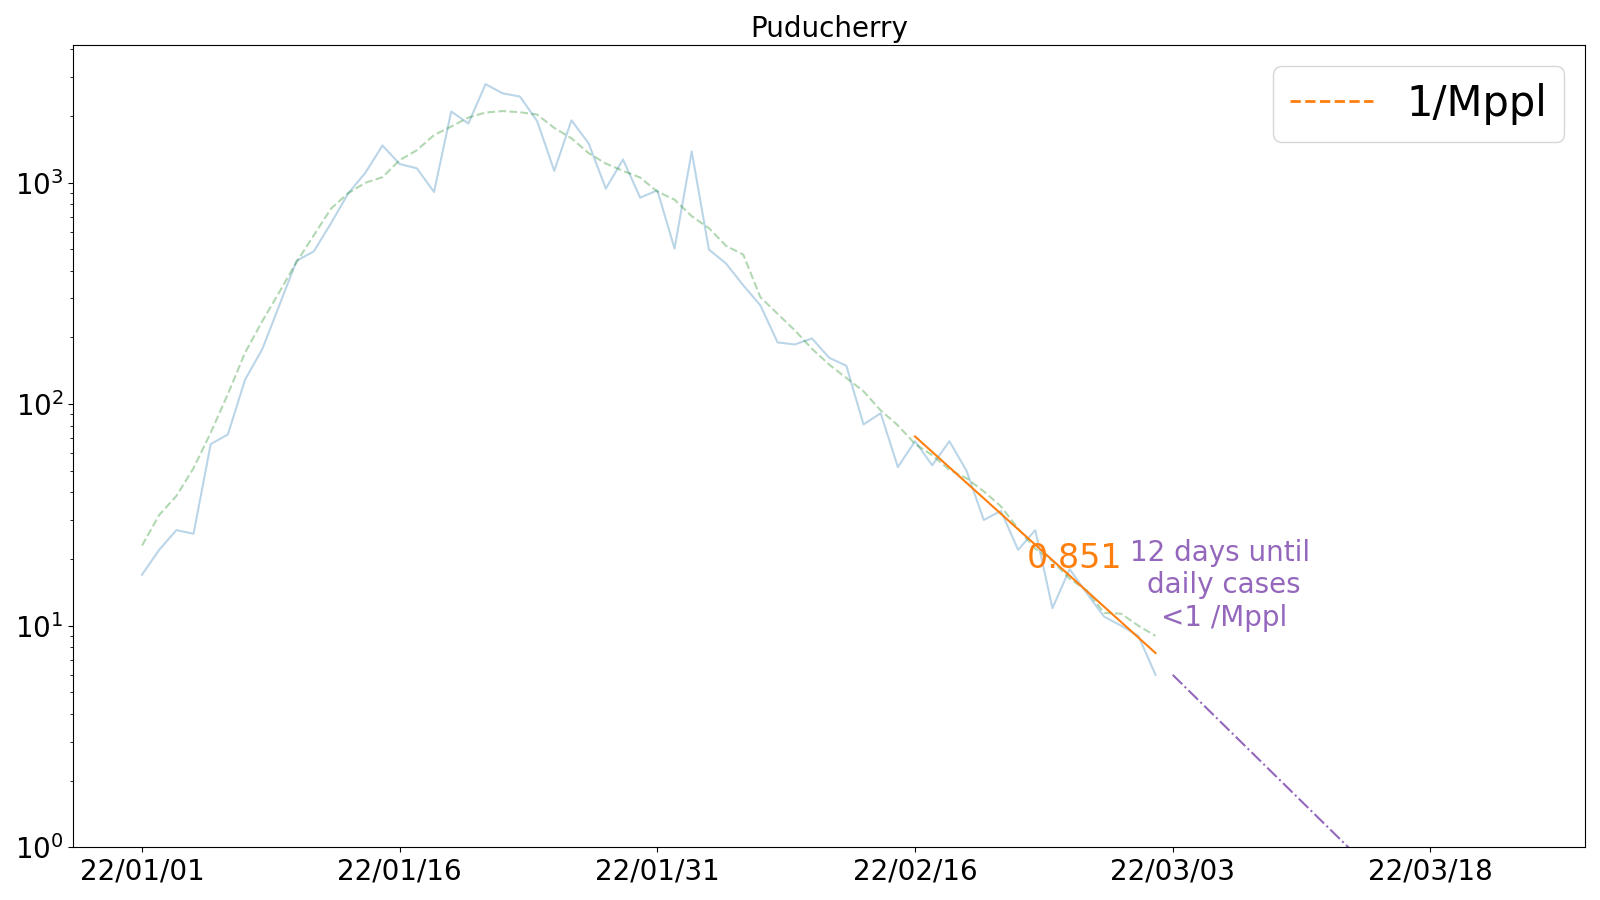 Puducherry
1/Mppl
10³
10²
10¹
10⁰
0.851
12 days until
daily cases
<1 /Mppl
22/01/01
22/01/16
22/01/31
22/02/16
22/03/03
22/03/18